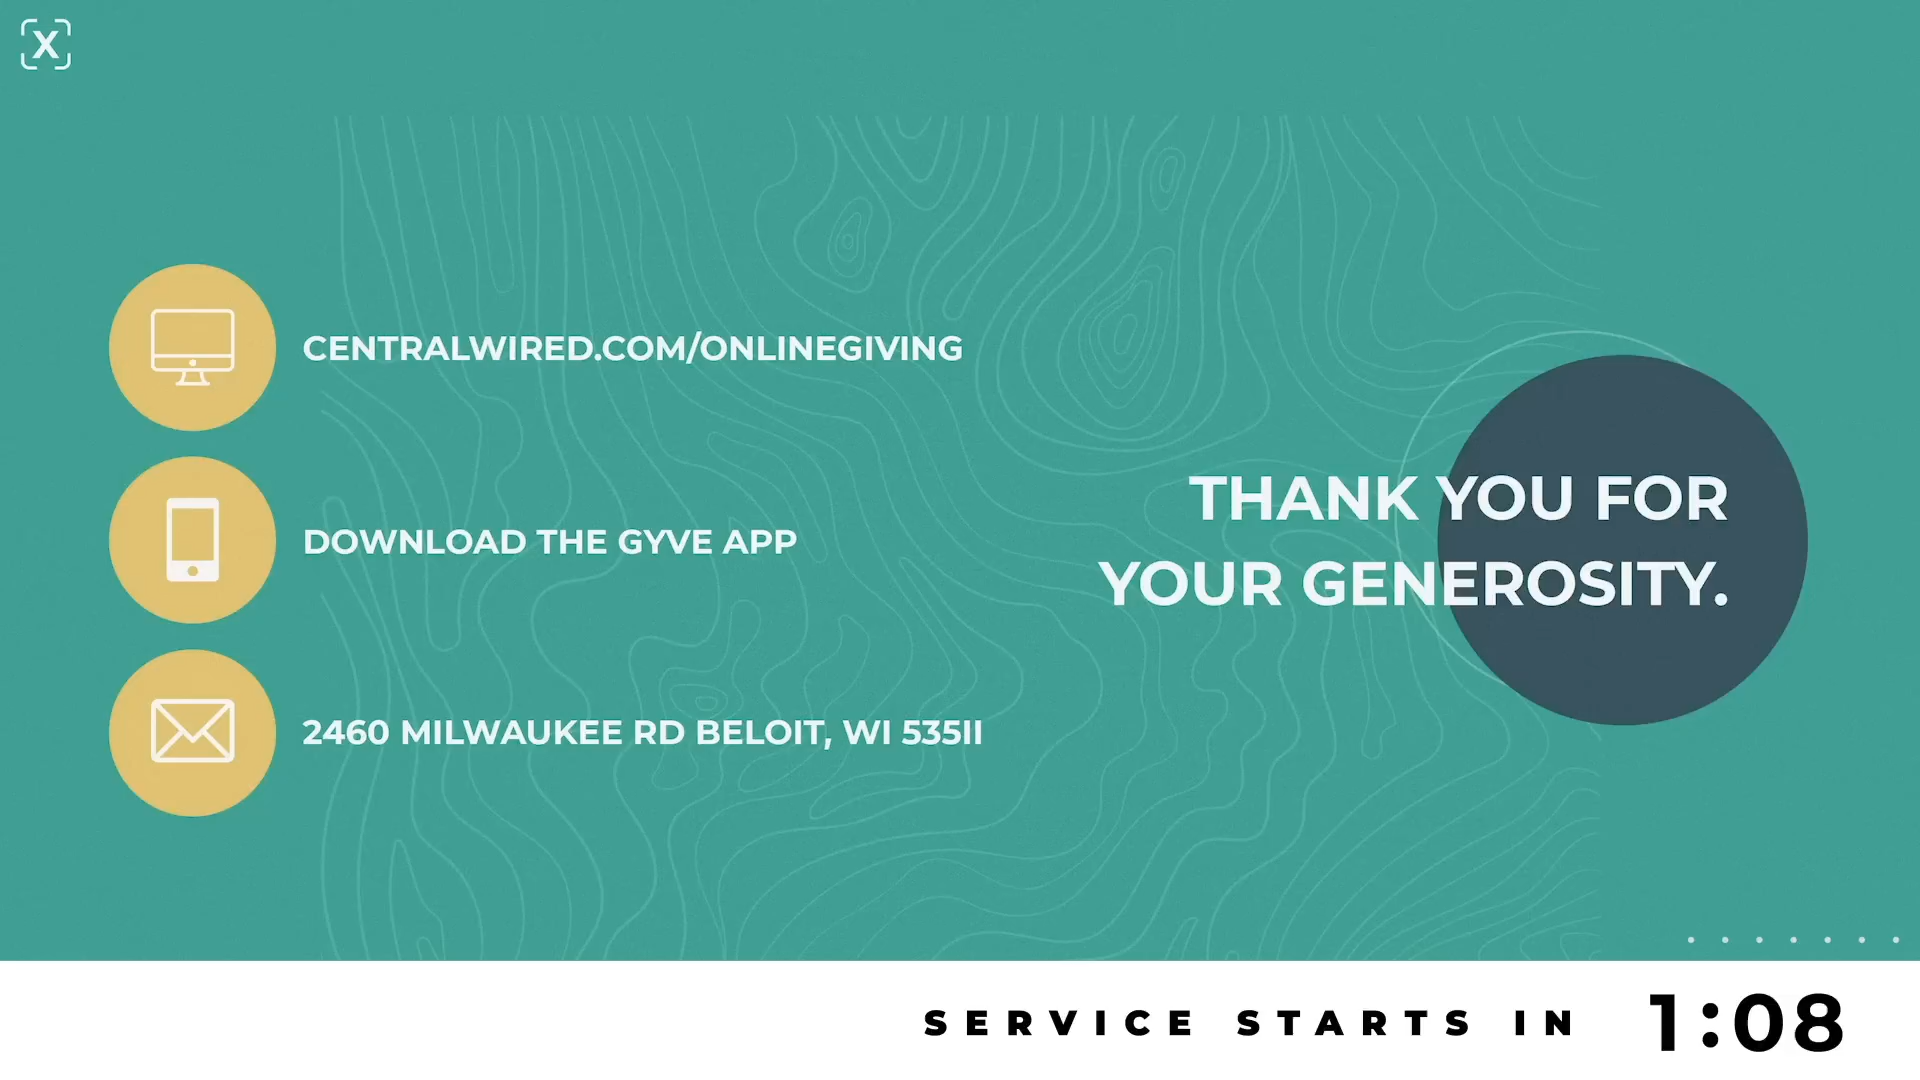 X
CENTRALWIRED.COM/ONLINEGIVING
DOWNLOAD THE GYVE APP
2460 MILWAUKEE RD BELOIT, WI 53511
THANK YOU FOR
YOUR GENEROSITY.
SERVICE STARTS IN 1:08